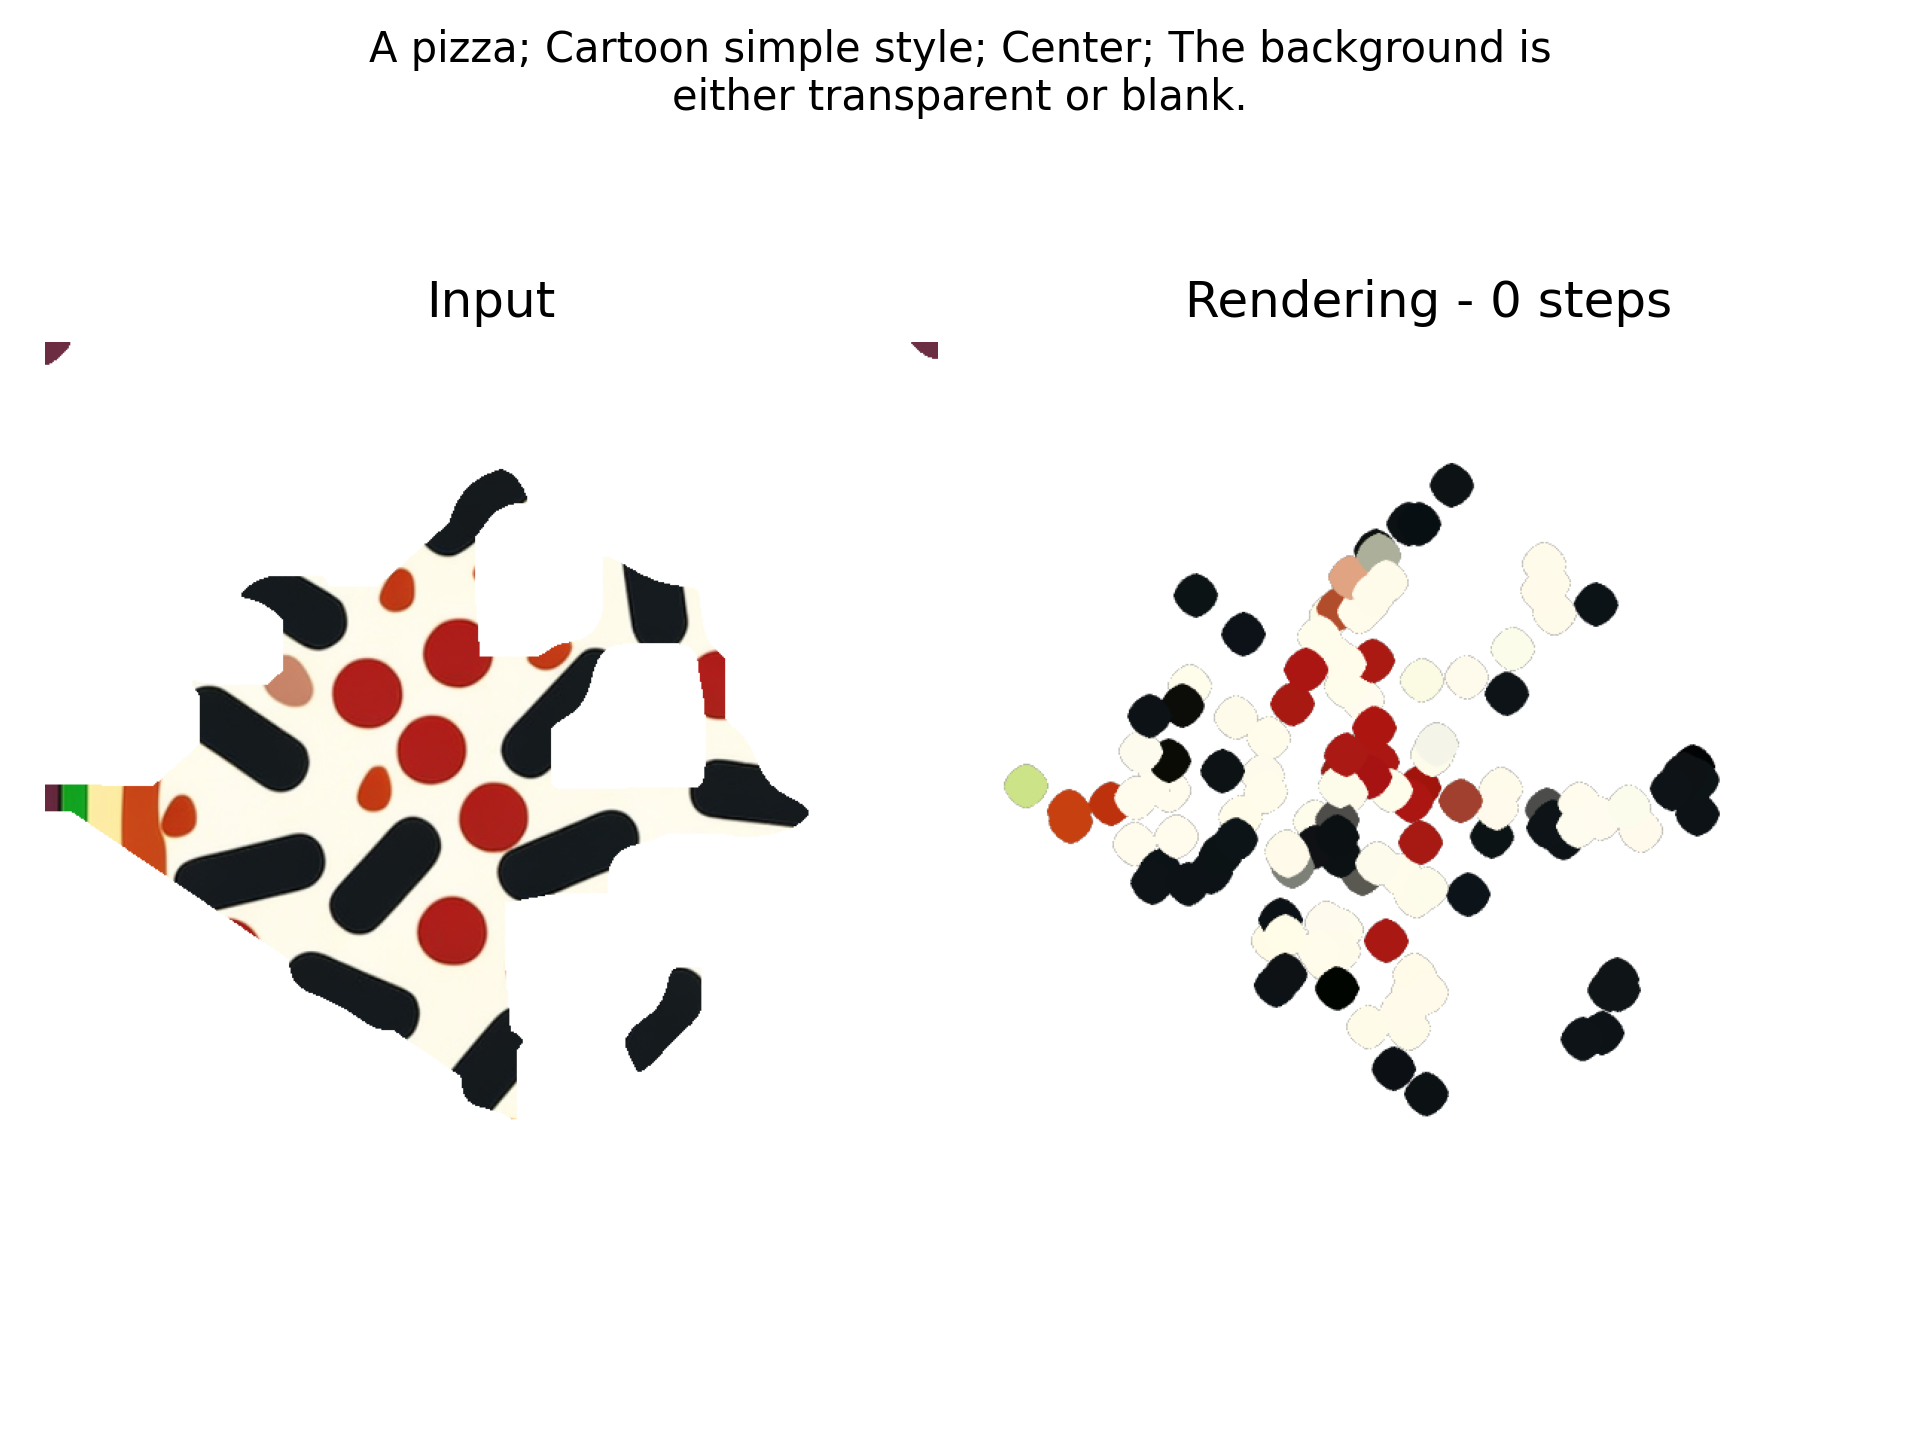 A pizza; Cartoon simple style; Center; The background is
either transparent or blank.
Input
Rendering - 0 steps